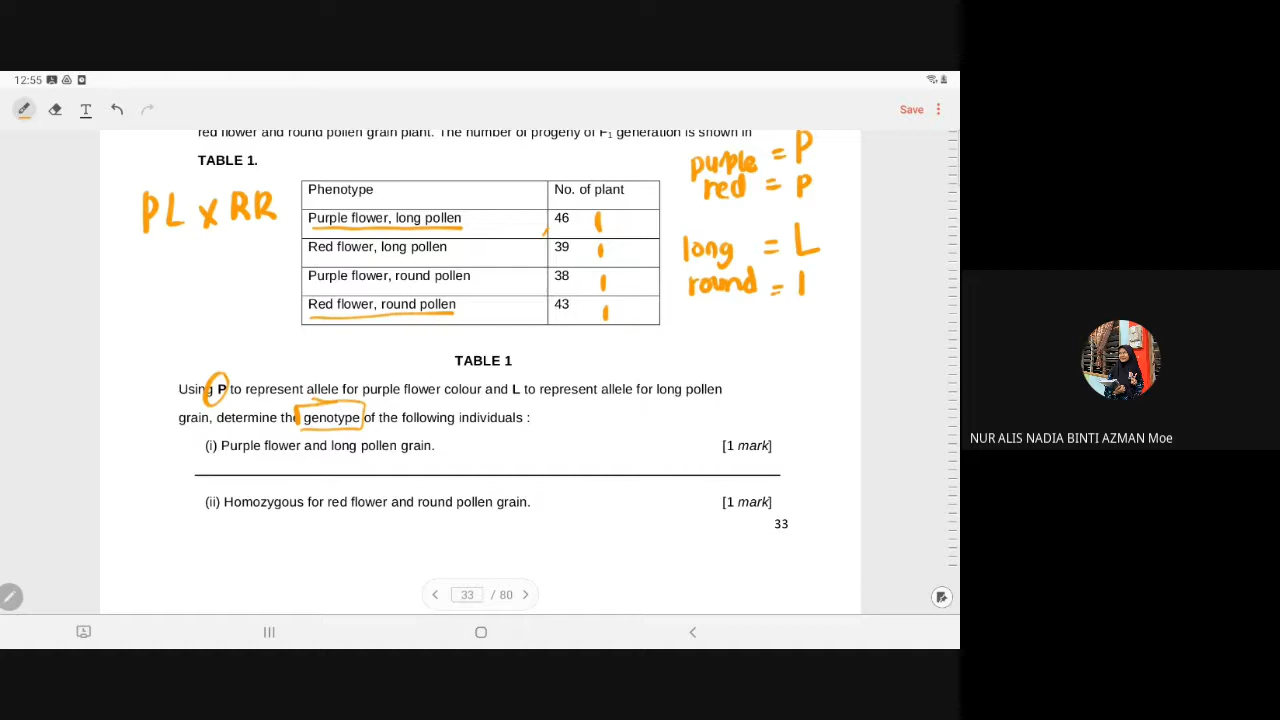 12:55
Save
red flower and round pollen grain plant. The number of progeny of F1 generation is shown in
TABLE 1.
purple = P
red = p
long = L
round = l
PL x RR
Phenotype No. of plant
Purple flower, long pollen 46 1
Red flower, long pollen 39 1
Purple flower, round pollen 38 1
Red flower, round pollen 43 1
TABLE 1
Using P to represent allele for purple flower colour and L to represent allele for long pollen
grain, determine the genotype of the following individuals :
(i) Purple flower and long pollen grain. [1 mark]
(ii) Homozygous for red flower and round pollen grain. [1 mark]
33
33 / 80
NUR ALIS NADIA BINTI AZMAN Moe